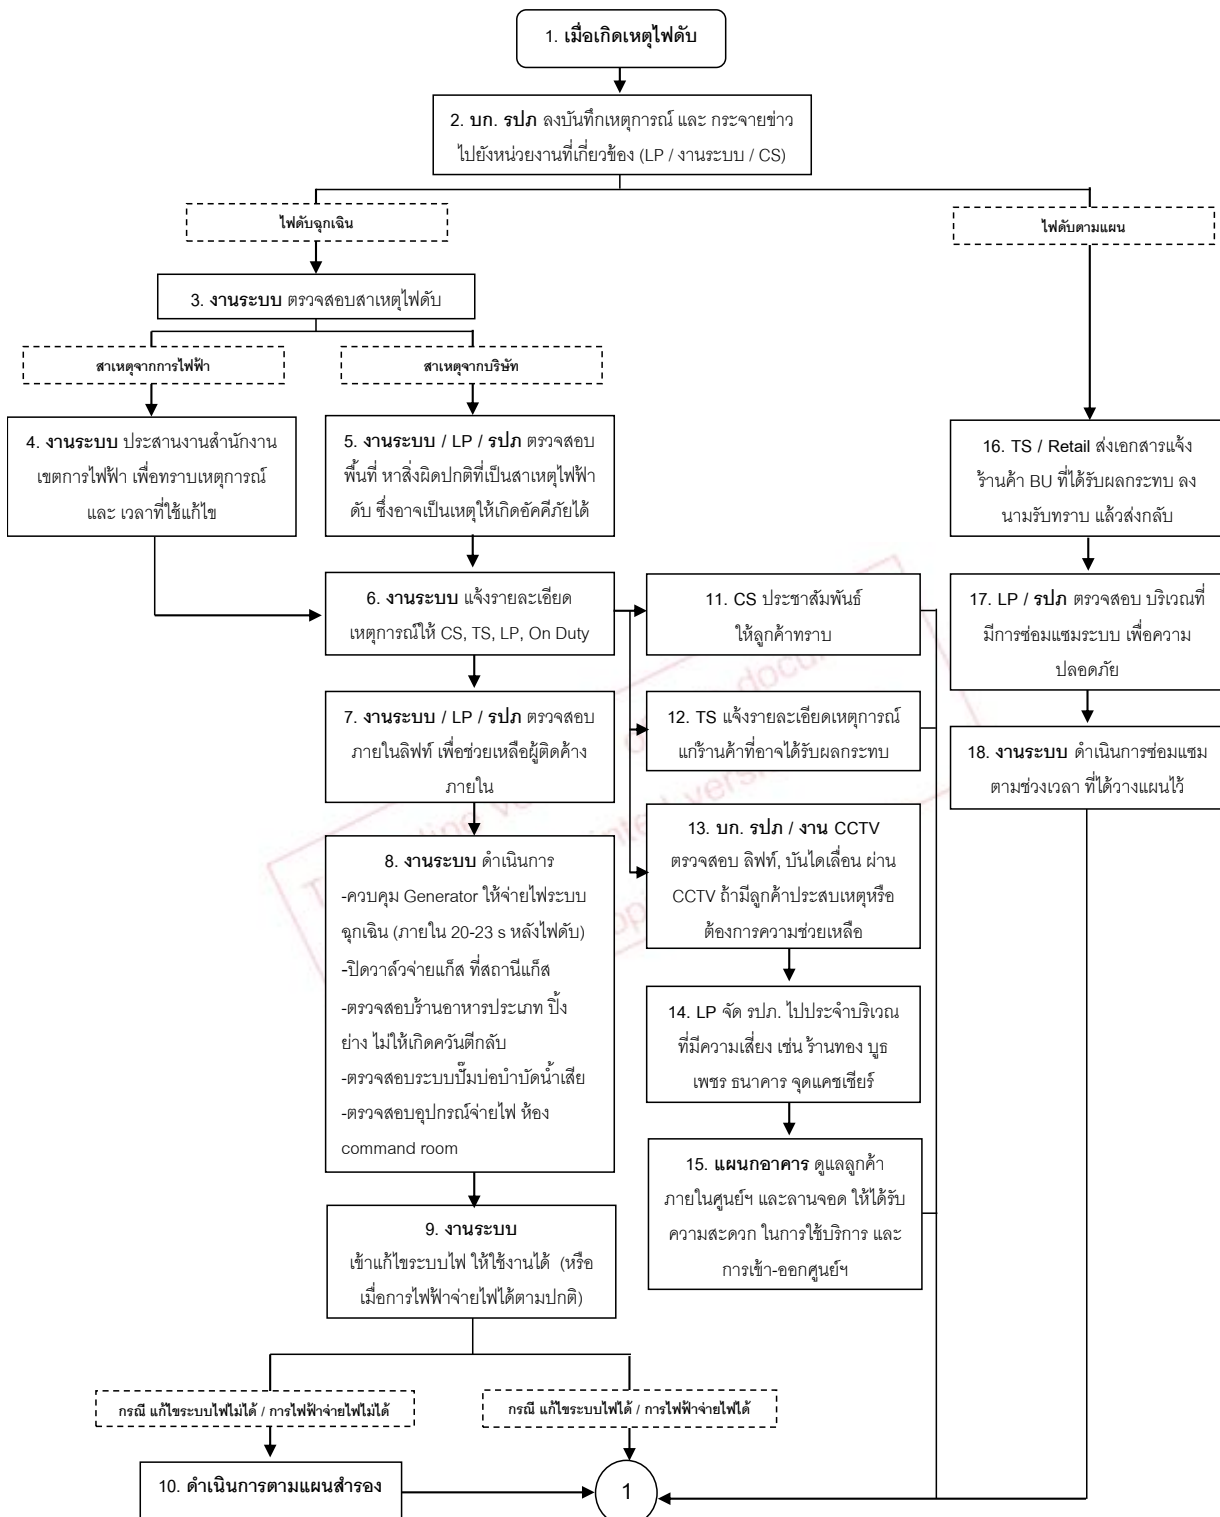 1. เมื่อเกิดเหตุไฟดับ
2. บก. รปภ ลงบันทึกเหตุการณ์ และ กระจายข่าว
ไปยังหน่วยงานที่เกี่ยวข้อง (LP / งานระบบ / CS)
ไฟดับฉุกเฉิน
ไฟดับตามแผน
3. งานระบบ ตรวจสอบสาเหตุไฟดับ
สาเหตุจากการไฟฟ้า
สาเหตุจากบริษัท
4. งานระบบ ประสานงานสำนักงาน
เขตการไฟฟ้า เพื่อทราบเหตุการณ์
และ เวลาที่ใช้แก้ไข
5. งานระบบ / LP / รปภ ตรวจสอบ
พื้นที่ หาสิ่งผิดปกติที่เป็นสาเหตุไฟฟ้า
ดับ ซึ่งอาจเป็นเหตุให้เกิดอัคคีภัยได้
6. งานระบบ แจ้งรายละเอียด
เหตุการณ์ให้ CS, TS, LP, On Duty
7. งานระบบ / LP / รปภ ตรวจสอบ
ภายในลิฟท์ เพื่อช่วยเหลือผู้ติดค้าง
ภายใน
8. งานระบบ ดำเนินการ
-ควบคุม Generator ให้จ่ายไฟระบบ
ฉุกเฉิน (ภายใน 20-23 s หลังไฟดับ)
-ปิดวาล์วจ่ายแก็ส ที่สถานีแก็ส
-ตรวจสอบร้านอาหารประเภท ปิ้ง
ย่าง ไม่ให้เกิดควันตีกลับ
-ตรวจสอบระบบปั๊มบ่อบำบัดน้ำเสีย
-ตรวจสอบอุปกรณ์จ่ายไฟ ห้อง
command room
9. งานระบบ
เข้าแก้ไขระบบไฟ ให้ใช้งานได้ (หรือ
เมื่อการไฟฟ้าจ่ายไฟได้ตามปกติ)
กรณี แก้ไขระบบไฟไม่ได้ / การไฟฟ้าจ่ายไฟไม่ได้
กรณี แก้ไขระบบไฟได้ / การไฟฟ้าจ่ายไฟได้
10. ดำเนินการตามแผนสำรอง
1
11. CS ประชาสัมพันธ์
ให้ลูกค้าทราบ
12. TS แจ้งรายละเอียดเหตุการณ์
แก่ร้านค้าที่อาจได้รับผลกระทบ
13. บก. รปภ / งาน CCTV
ตรวจสอบ ลิฟท์, บันไดเลื่อน ผ่าน
CCTV ถ้ามีลูกค้าประสบเหตุหรือ
ต้องการความช่วยเหลือ
14. LP จัด รปภ. ไปประจำบริเวณ
ที่มีความเสี่ยง เช่น ร้านทอง บูธ
เพชร ธนาคาร จุดแคชเชียร์
15. แผนกอาคาร ดูแลลูกค้า
ภายในศูนย์ฯ และลานจอด ให้ได้รับ
ความสะดวก ในการใช้บริการ และ
การเข้า-ออกศูนย์ฯ
16. TS / Retail ส่งเอกสารแจ้ง
ร้านค้า BU ที่ได้รับผลกระทบ ลง
นามรับทราบ แล้วส่งกลับ
17. LP / รปภ ตรวจสอบ บริเวณที่
มีการซ่อมแซมระบบ เพื่อความ
ปลอดภัย
18. งานระบบ ดำเนินการซ่อมแซม
ตามช่วงเวลา ที่ได้วางแผนไว้